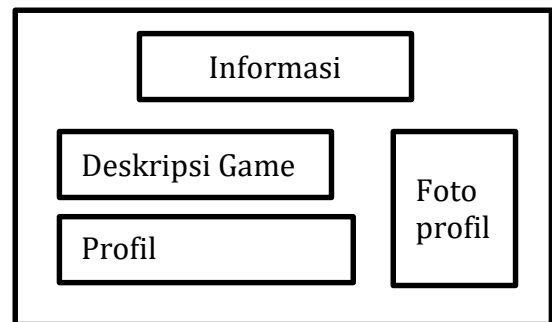 Informasi
Deskripsi Game
Profil
Foto
profil